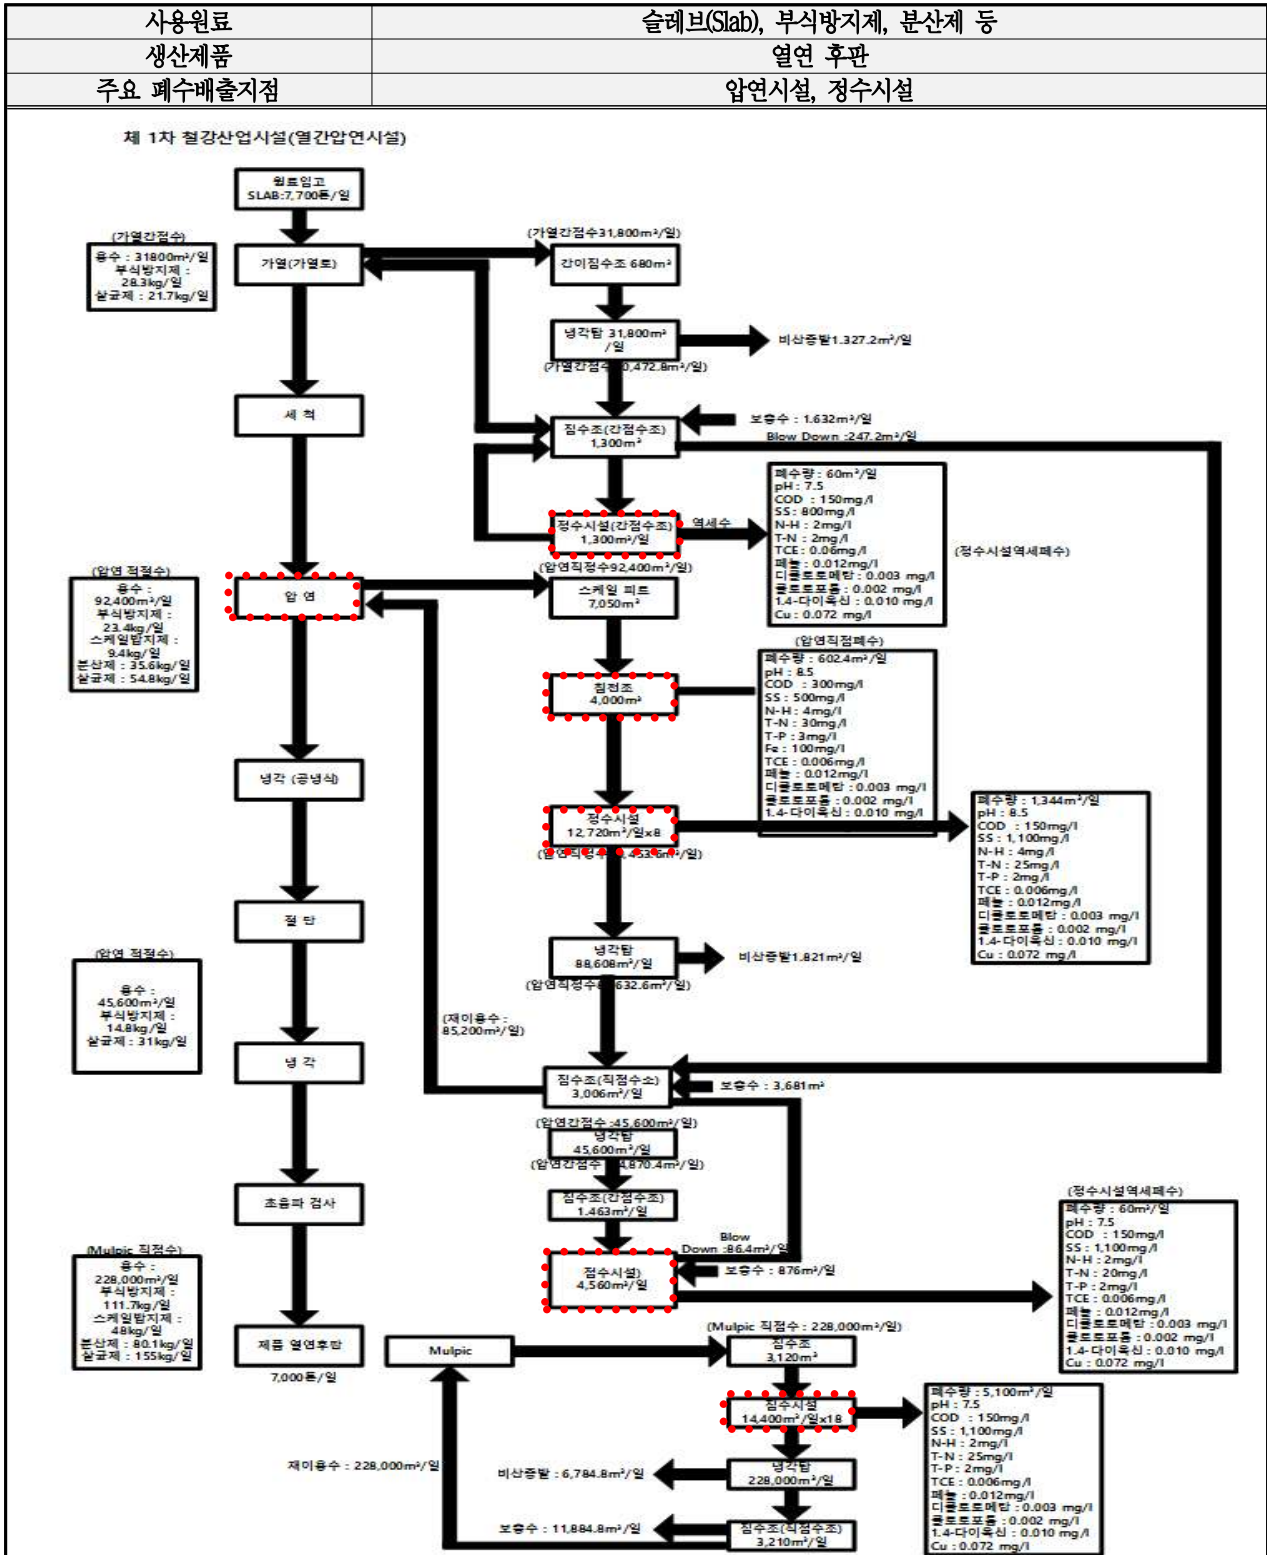 사용원료 슬레브(Slab), 부식방지제, 분산제 등
생산제품 열연 후판
주요 폐수배출지점 압연시설, 정수시설
체 1차 철강산업시설(열간압연시설)
원료입고
SLAB:7,700톤/일
(가열간접수)
용수 : 31800m³/일
부식방지제 :
28.3kg/일
살균제 : 21.7kg/일
가열(가열로)
(가열간접수31,800m³/일)
간이집수조 680m³
냉각탑 31,800m³
/일
비산증발1.327.2m³/일
(가열간접수 0,472.8m³/일)
세 척
집수조(간접수조)
1,300m³
보충수 : 1.632m³/일
Blow Down :247.2m³/일
정수시설(간접수조)
1,300m³/일
역세수
폐수량 : 60m³/일
pH : 7.5
COD : 150mg/l
SS : 800mg/l
N-H : 2mg/l
T-N : 2mg/l
TCE : 0.06mg/l
페놀 : 0.012mg/l
디클로로메탄 : 0.003 mg/l
클로로포름 : 0.002 mg/l
1.4-다이옥신 : 0.010 mg/l
Cu : 0.072 mg/l
(정수시설역세폐수)
(압연 직접수)
용수 :
92,400m³/일
부식방지제 :
23.4kg/일
스케일방지제 :
9.4kg/일
분산제 : 35.6kg/일
살균제 : 54.8kg/일
압 연
(압연직접수92,400m³/일)
스케일 피트
7,050m³
침전조
4,000m³
(압연직접폐수)
폐수량 : 602.4m³/일
pH : 8.5
COD : 300mg/l
SS : 500mg/l
N-H : 4mg/l
T-N : 30mg/l
T-P : 3mg/l
Fe : 100mg/l
TCE : 0.006mg/l
페놀 : 0.012mg/l
디클로로메탄 : 0.003 mg/l
클로로포름 : 0.002 mg/l
1.4-다이옥신 : 0.010 mg/l
냉각 (공냉식)
정수시설
12,720m³/일x8
폐수량 : 1,344m³/일
pH : 8.5
COD : 150mg/l
SS : 1,100mg/l
N-H : 4mg/l
T-N : 25mg/l
T-P : 2mg/l
TCE : 0.006mg/l
페놀 : 0.012mg/l
디클로로메탄 : 0.003 mg/l
클로로포름 : 0.002 mg/l
1.4-다이옥신 : 0.010 mg/l
Cu : 0.072 mg/l
절 단
냉각탑
88,608m³/일
비산증발1.821m³/일
(압연직접수 632.6m³/일)
(압연 직접수)
용수 :
45,600m³/일
부식방지제 :
14.8kg/일
살균제 : 31kg/일
(재이용수 :
85,200m³/일)
냉 각
집수조(직접수소)
3,006m³/일
보충수 : 3,681m³
(압연간접수 :45,600m³/일)
냉각탑
45,600m³/일
(압연간접수 4,870.4m³/일)
초음파 검사
집수조(간접수조)
1.463m³/일
Blow
Down :86.4m³/일
점수시설)
4,560m³/일
보충수 : 876m³/일
(정수시설역세폐수)
폐수량 : 60m³/일
pH : 7.5
COD : 150mg/l
SS : 1,100mg/l
N-H : 2mg/l
T-N : 20mg/l
T-P : 2mg/l
TCE : 0.006mg/l
페놀 : 0.012mg/l
디클로로메탄 : 0.003 mg/l
클로로포름 : 0.002 mg/l
1.4-다이옥신 : 0.010 mg/l
Cu : 0.072 mg/l
(Mulpic 직접수)
용수 :
228,000m³/일
부식방지제 :
111.7kg/일
스케일방지제 :
48kg/일
분산제 : 80.1kg/일
살균제 : 155kg/일
제품 열연후판
7,000톤/일
Mulpic
(Mulpic 직접수 : 228,000m³/일)
집수조
3,120m³
침수시설
14,400m³/일x18
폐수량 : 5,100m³/일
pH : 7.5
COD : 150mg/l
SS : 1,100mg/l
N-H : 2mg/l
T-N : 25mg/l
T-P : 2mg/l
TCE : 0.006mg/l
페놀 : 0.012mg/l
디클로로메탄 : 0.003 mg/l
클로로포름 : 0.002 mg/l
1.4-다이옥신 : 0.010 mg/l
Cu : 0.072 mg/l
재이용수 : 228,000m³/일
비산증발 : 6,784.8m³/일
냉각탑
228,000m³/일
보충수 : 11,884.8m³/일
집수조(직접수조)
3,210m³/일